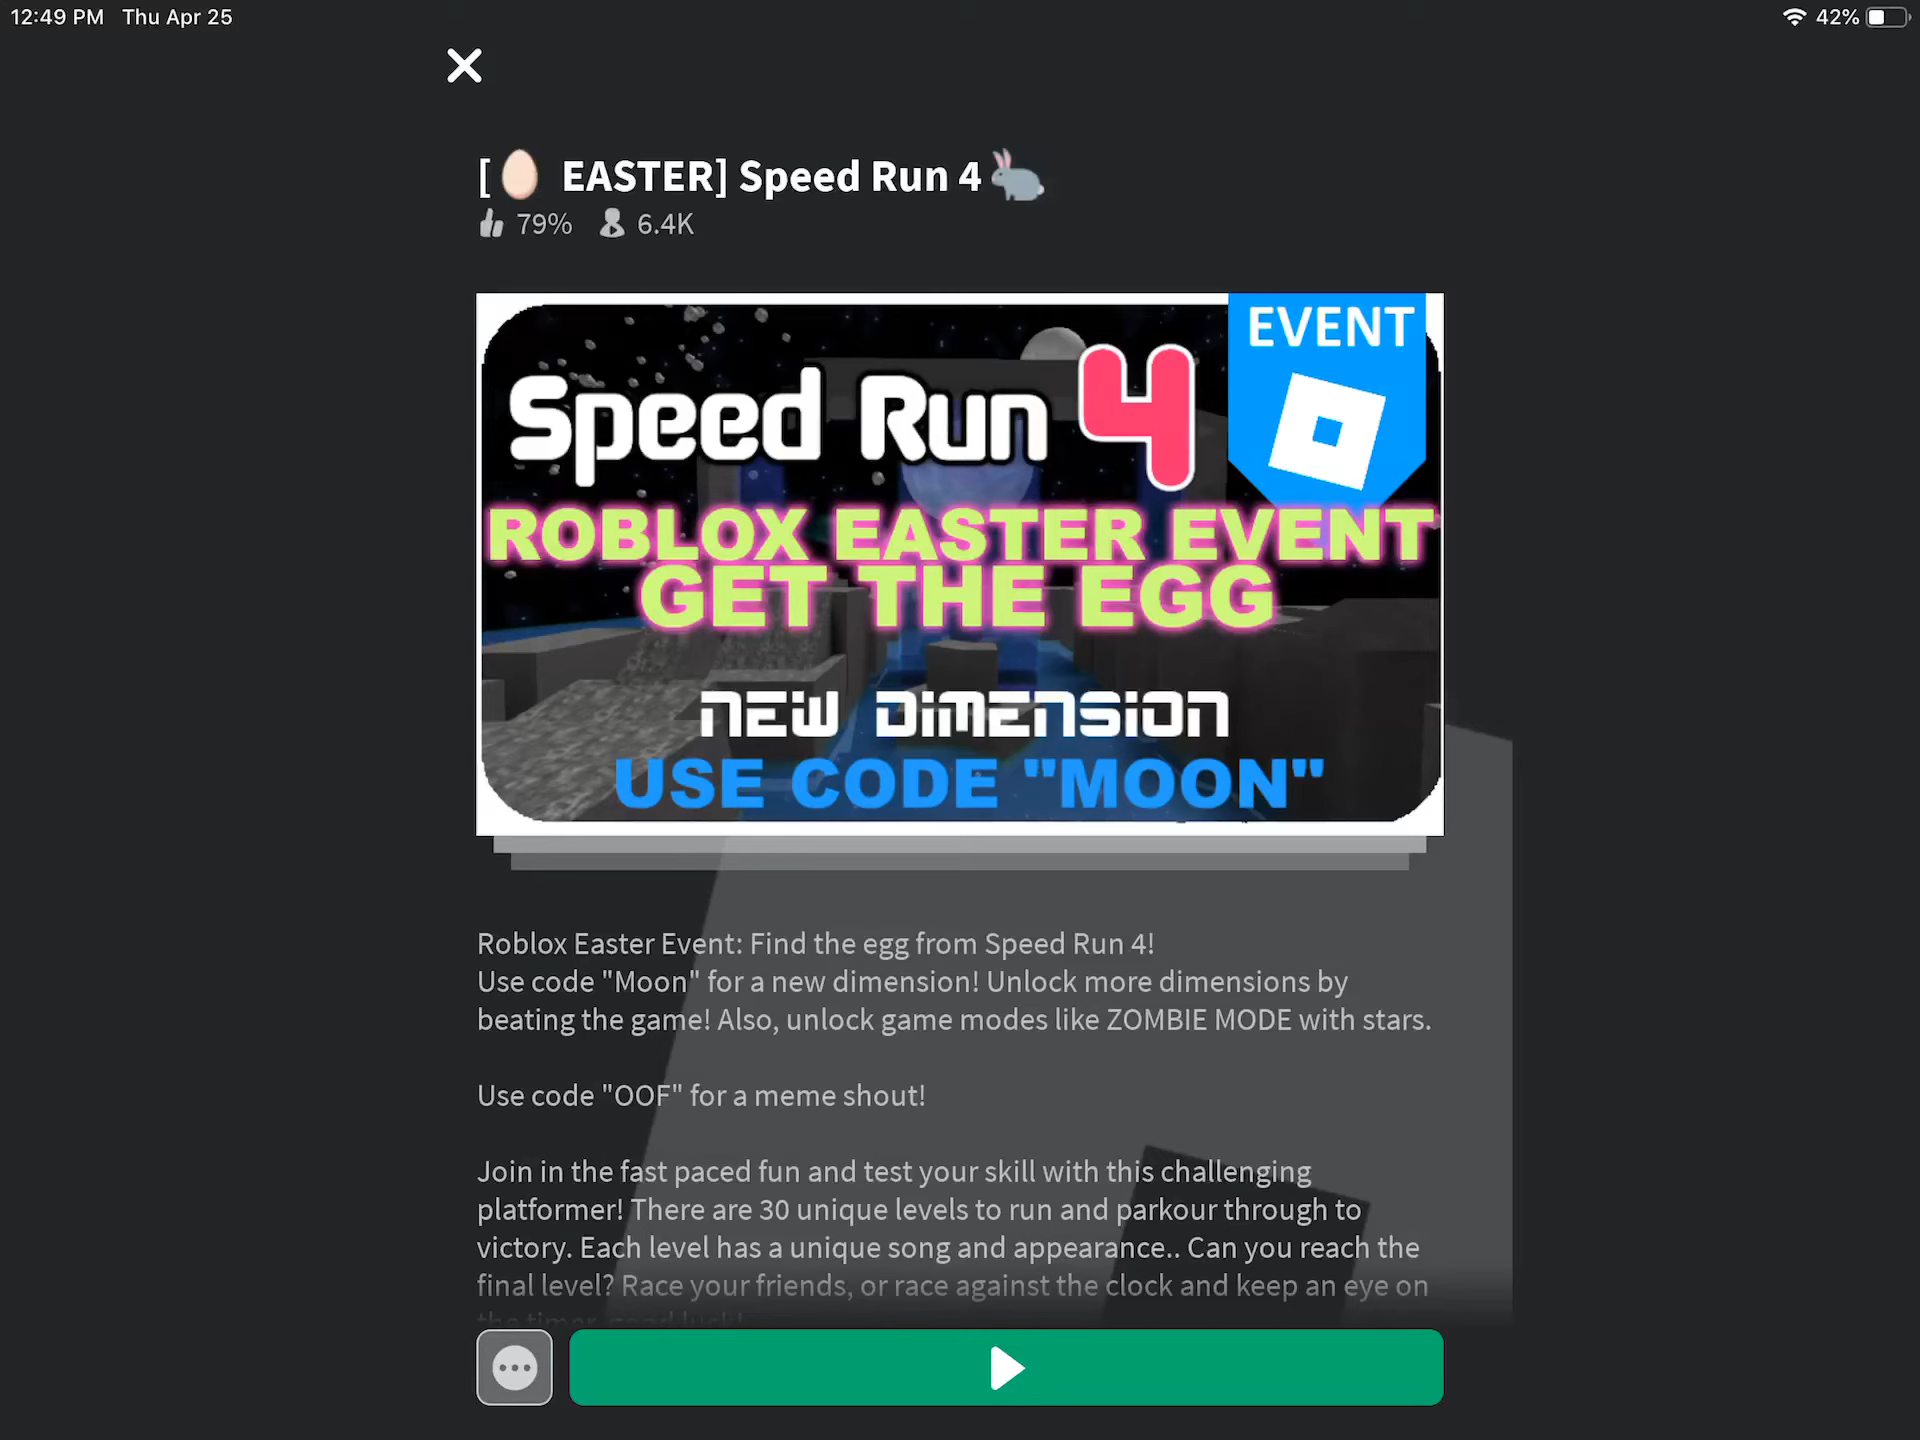 12:49 PM Thu Apr 25
42%
[🥚 EASTER] Speed Run 4🐇
79% 6.4K
EVENT
Speed Run 4
ROBLOX EASTER EVENT
GET THE EGG
NEW DIMENSION
USE CODE "MOON"
Roblox Easter Event: Find the egg from Speed Run 4!
Use code "Moon" for a new dimension! Unlock more dimensions by
beating the game! Also, unlock game modes like ZOMBIE MODE with stars.
Use code "OOF" for a meme shout!
Join in the fast paced fun and test your skill with this challenging
platformer! There are 30 unique levels to run and parkour through to
victory. Each level has a unique song and appearance.. Can you reach the
final level? Race your friends, or race against the clock and keep an eye on
the timer, good luck!